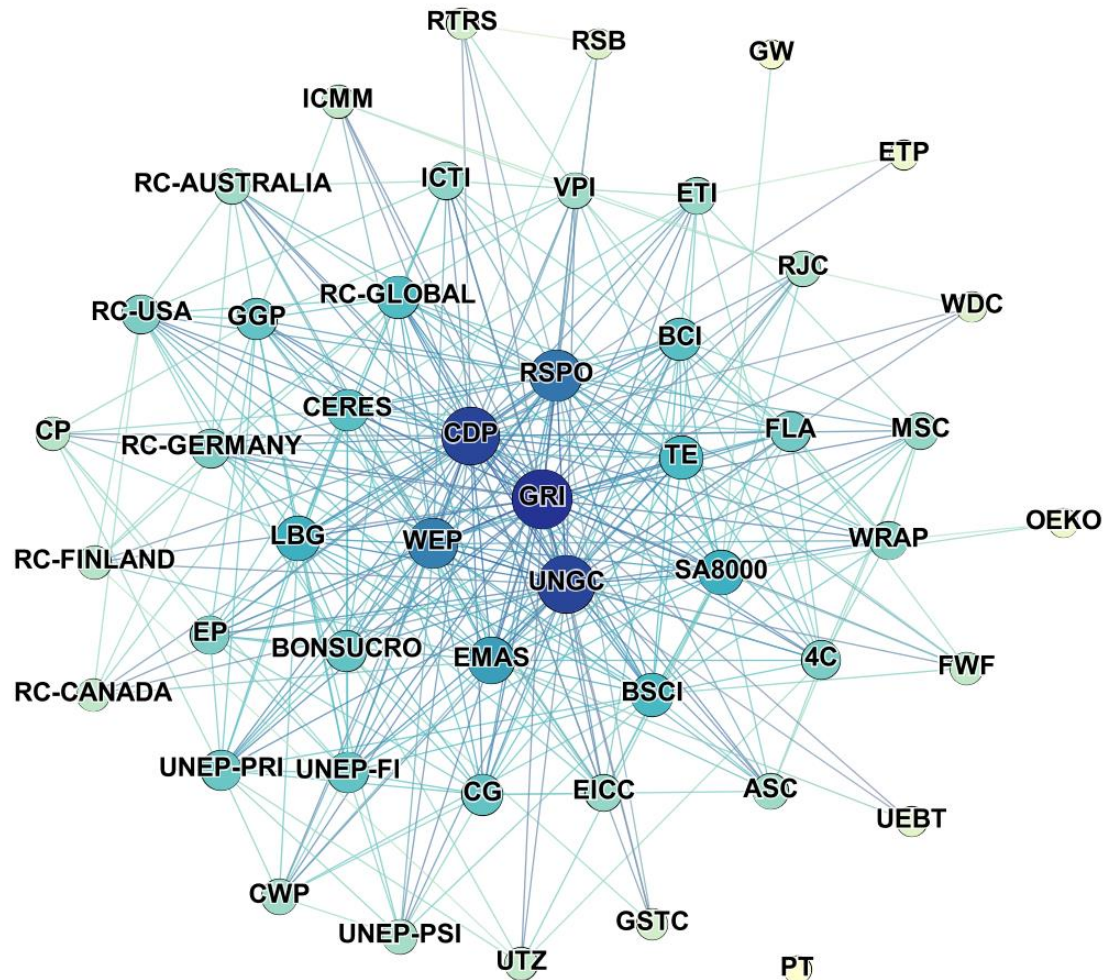 RTRS
RSB
GW
ICMM
ETP
RC-AUSTRALIA
ICTI
VPI
ETI
RJC
RC-GLOBAL
WDC
RC-USA
GGP
BCI
RSPO
CERES
CDP
FLA
MSC
CP
RC-GERMANY
TE
GRI
OEKO
LBG
WEP
WRAP
RC-FINLAND
SA8000
UNGC
EP
BONSUCRO
EMAS
4C
FWF
RC-CANADA
BSCI
UNEP-PRI
UNEP-FI
CG
EICC
ASC
UEBT
CWP
GSTC
UNEP-PSI
UTZ
PT